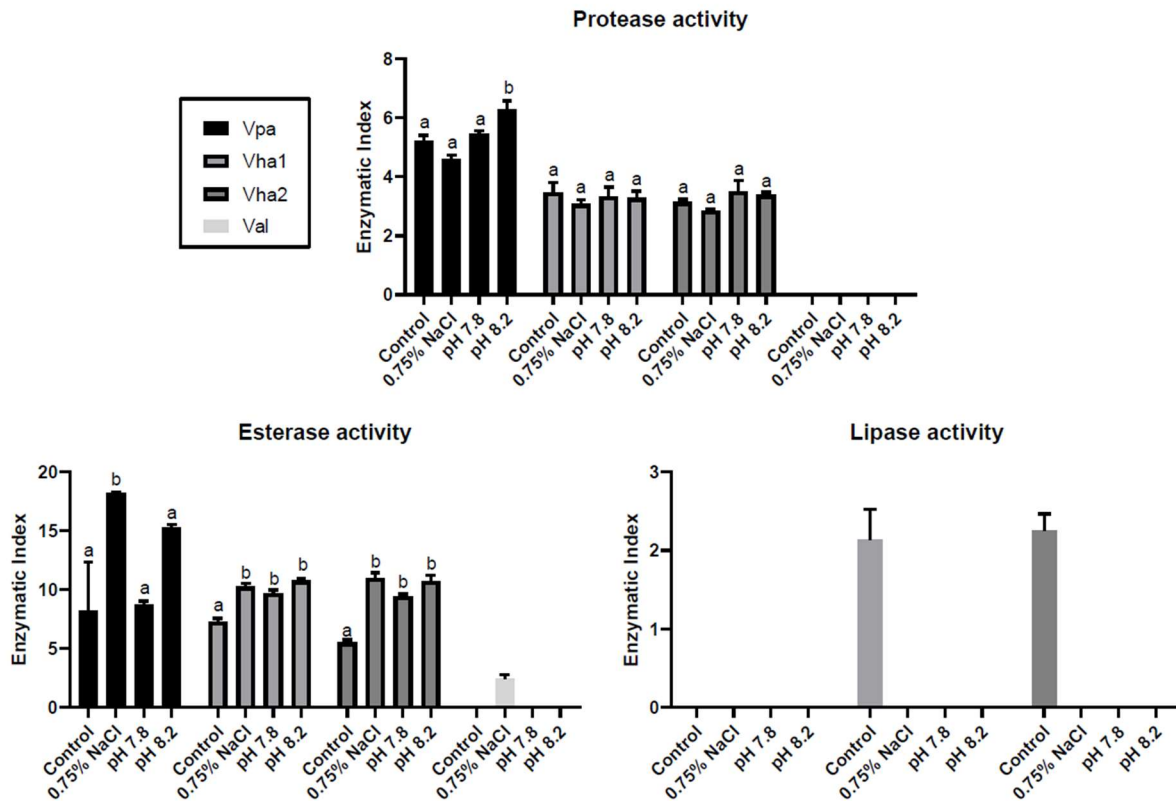 Protease activity
Vpa
Vha1
Vha2
Val
Enzymatic Index
8
6
4
2
0
a
a
a
b
a
a
a
a
a
a
a
a
Control
0.75% NaCl
pH 7.8
pH 8.2
Control
0.75% NaCl
pH 7.8
pH 8.2
Control
0.75% NaCl
pH 7.8
pH 8.2
Control
0.75% NaCl
pH 7.8
pH 8.2
Esterase activity
Enzymatic Index
20
15
10
5
0
a
b
a
a
a
b
b
b
a
b
b
b
Control
0.75% NaCl
pH 7.8
pH 8.2
Control
0.75% NaCl
pH 7.8
pH 8.2
Control
0.75% NaCl
pH 7.8
pH 8.2
Control
0.75% NaCl
pH 7.8
pH 8.2
Lipase activity
Enzymatic Index
3
2
1
0
Control
0.75% NaCl
pH 7.8
pH 8.2
Control
0.75% NaCl
pH 7.8
pH 8.2
Control
0.75% NaCl
pH 7.8
pH 8.2